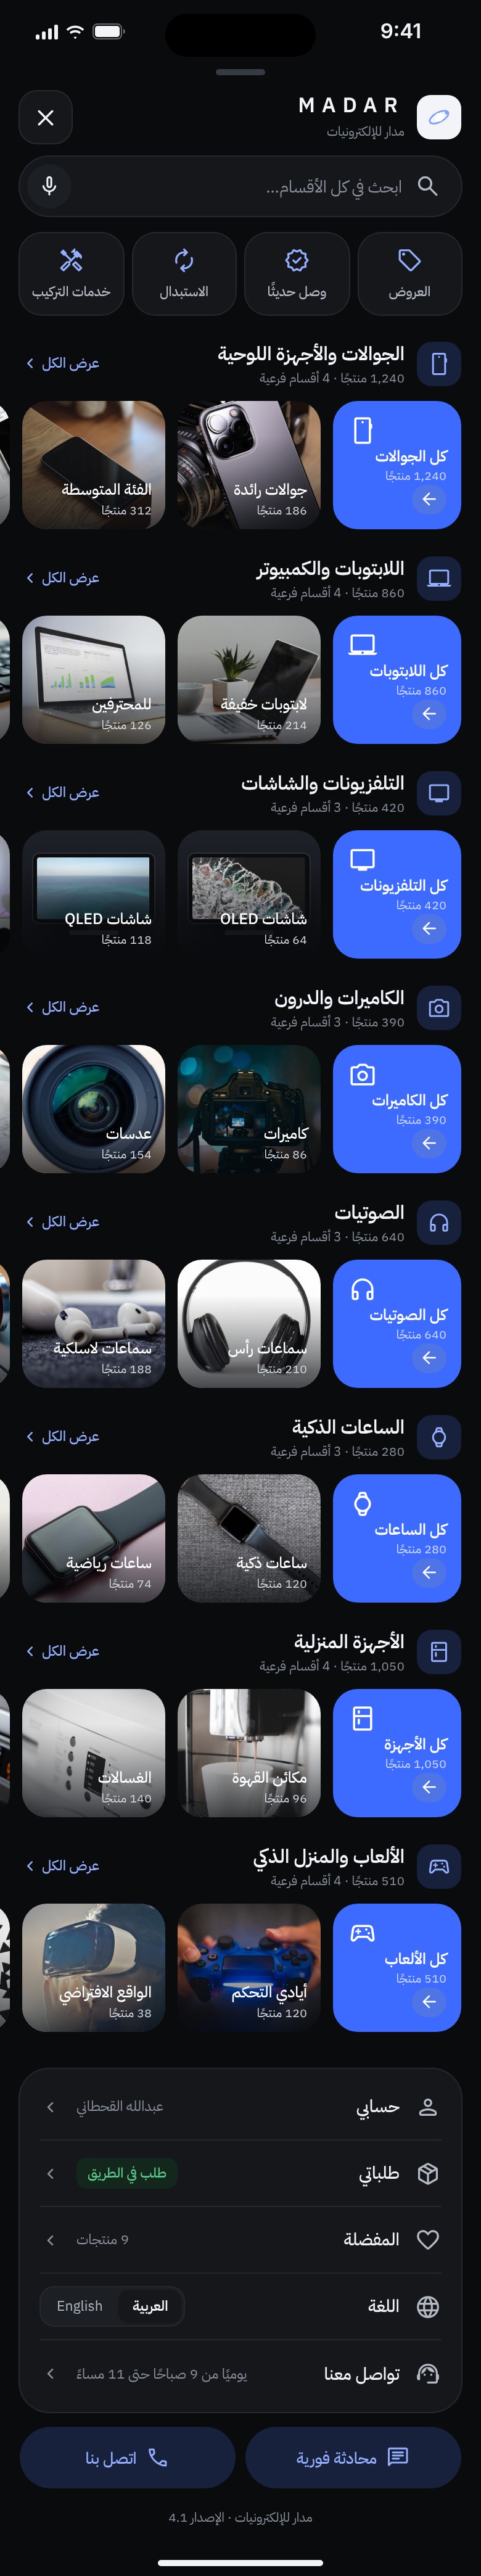 9:41
MADAR
مدار للإلكترونيات
ابحث في كل الأقسام...
العروض
وصل حديثًا
الاستبدال
خدمات التركيب
الجوالات والأجهزة اللوحية
عرض الكل
1,240 منتجًا · 4 أقسام فرعية
كل الجوالات
1,240 منتجًا
جوالات رائدة
186 منتجًا
الفئة المتوسطة
312 منتجًا
اللابتوبات والكمبيوتر
عرض الكل
860 منتجًا · 4 أقسام فرعية
كل اللابتوبات
860 منتجًا
لابتوبات خفيفة
214 منتجًا
للمحترفين
126 منتجًا
التلفزيونات والشاشات
عرض الكل
420 منتجًا · 3 أقسام فرعية
كل التلفزيونات
420 منتجًا
شاشات OLED
64 منتجًا
شاشات QLED
118 منتجًا
الكاميرات والدرون
عرض الكل
390 منتجًا · 3 أقسام فرعية
كل الكاميرات
390 منتجًا
كاميرات
86 منتجًا
عدسات
154 منتجًا
الصوتيات
عرض الكل
640 منتجًا · 3 أقسام فرعية
كل الصوتيات
640 منتجًا
سماعات رأس
210 منتجًا
سماعات لاسلكية
188 منتجًا
الساعات الذكية
عرض الكل
280 منتجًا · 3 أقسام فرعية
كل الساعات
280 منتجًا
ساعات ذكية
120 منتجًا
ساعات رياضية
74 منتجًا
الأجهزة المنزلية
عرض الكل
1,050 منتجًا · 4 أقسام فرعية
كل الأجهزة
1,050 منتجًا
مكائن القهوة
96 منتجًا
الغسالات
140 منتجًا
الألعاب والمنزل الذكي
عرض الكل
510 منتجًا · 4 أقسام فرعية
كل الألعاب
510 منتجًا
أيادي التحكم
120 منتجًا
الواقع الافتراضي
38 منتجًا
حسابي
عبدالله القحطاني
طلباتي
طلب في الطريق
المفضلة
9 منتجات
اللغة
العربية
English
تواصل معنا
يوميًا من 9 صباحًا حتى 11 مساءً
محادثة فورية
اتصل بنا
مدار للإلكترونيات · الإصدار 4.1